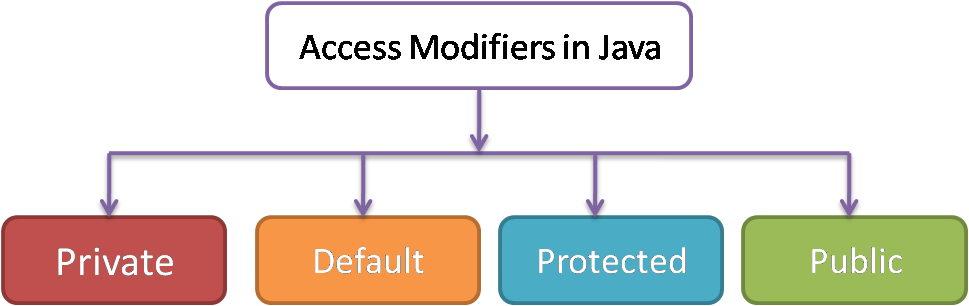 Access Modifiers in Java
Private
Default
Protected
Public